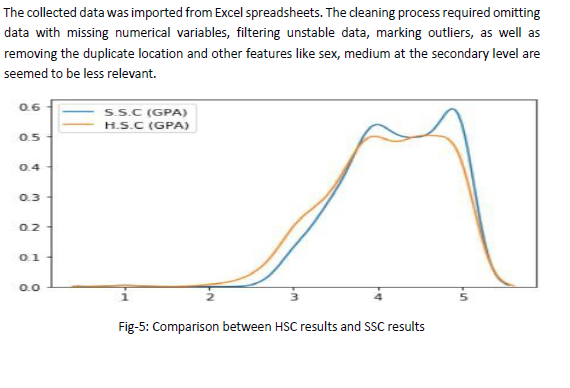 The collected data was imported from Excel spreadsheets. The cleaning process required omitting
data with missing numerical variables, filtering unstable data, marking outliers, as well as
removing the duplicate location and other features like sex, medium at the secondary level are
seemed to be less relevant.
0.6
S.S.C (GPA)
H.S.C (GPA)
0.5
0.4
0.3
0.2
0.1
0.0
1 2 3 4 5
Fig-5: Comparison between HSC results and SSC results